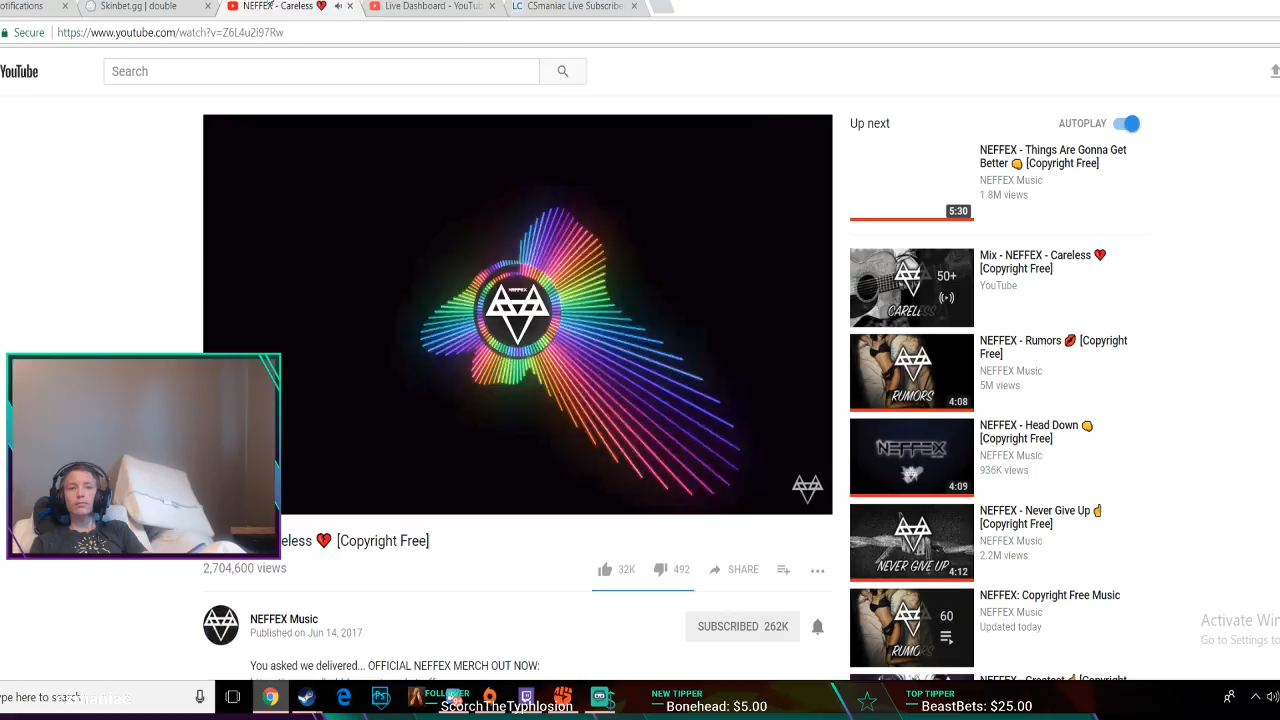 otifications
Skinbet.gg | double
NEFFEX - Careless 💔
Live Dashboard - YouTub
LC CSmaniac Live Subscribe
Secure https://www.youtube.com/watch?v=Z6L4u2i97Rw
YouTube
Search
NEFFEX
Up next
AUTOPLAY
NEFFEX - Things Are Gonna Get
Better 👊 [Copyright Free]
NEFFEX Music
1.8M views
5:30
Mix - NEFFEX - Careless 💔
[Copyright Free]
YouTube
50+
CARELESS
NEFFEX - Rumors 💋 [Copyright
Free]
NEFFEX Music
5M views
RUMORS
4:08
NEFFEX - Head Down 👊
[Copyright Free]
NEFFEX Music
936K views
NEFFEX
4:09
NEFFEX - Never Give Up ☝
[Copyright Free]
NEFFEX Music
2.2M views
NEVER GIVE UP
4:12
NEFFEX: Copyright Free Music
NEFFEX Music
Updated today
60
RUMO
eless 💔 [Copyright Free]
2,704,600 views
32K
492
SHARE
NEFFEX Music
Published on Jun 14, 2017
SUBSCRIBED 262K
You asked we delivered... OFFICIAL NEFFEX MERCH OUT NOW:
Activate Win
Go to Settings to
ype here to search
FOLLOWER
ScorchTheTyphlosion
NEW TIPPER
Bonehead: $5.00
TOP TIPPER
BeastBets: $25.00